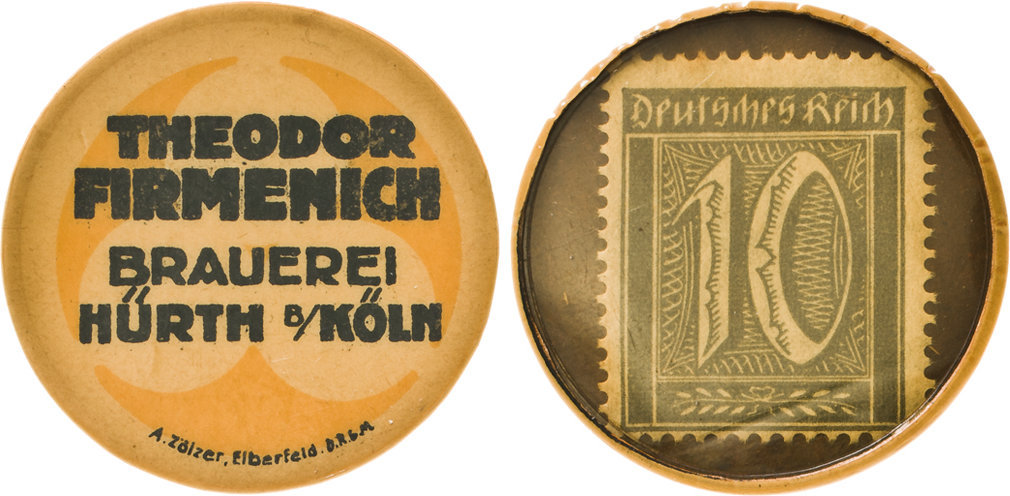 THEODOR
FIRMENICH
BRAUEREI
HÜRTH B/KÖLN
A. Zölzer, Elberfeld. D.R.G.M
Deutsches Reich
10